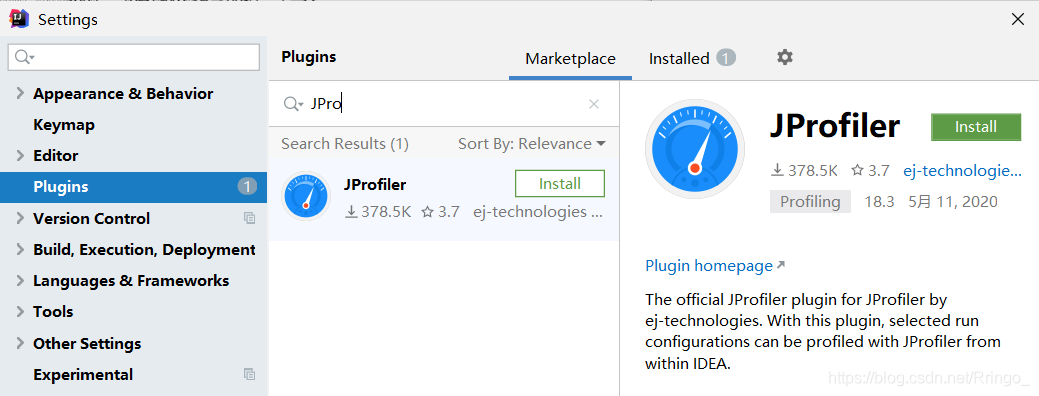 Settings
Plugins
Marketplace
Installed 1
Appearance & Behavior
Keymap
Editor
Plugins 1
Version Control
Build, Execution, Deployment
Languages & Frameworks
Tools
Other Settings
Experimental
JPro
Search Results (1) Sort By: Relevance
JProfiler Install
378.5K 3.7 ej-technologies ...
JProfiler Install
378.5K 3.7 ej-technologie...
Profiling 18.3 5月 11, 2020
Plugin homepage
The official JProfiler plugin for JProfiler by
ej-technologies. With this plugin, selected run
configurations can be profiled with JProfiler from
within IDEA.
https://blog.csdn.net/Rringo_